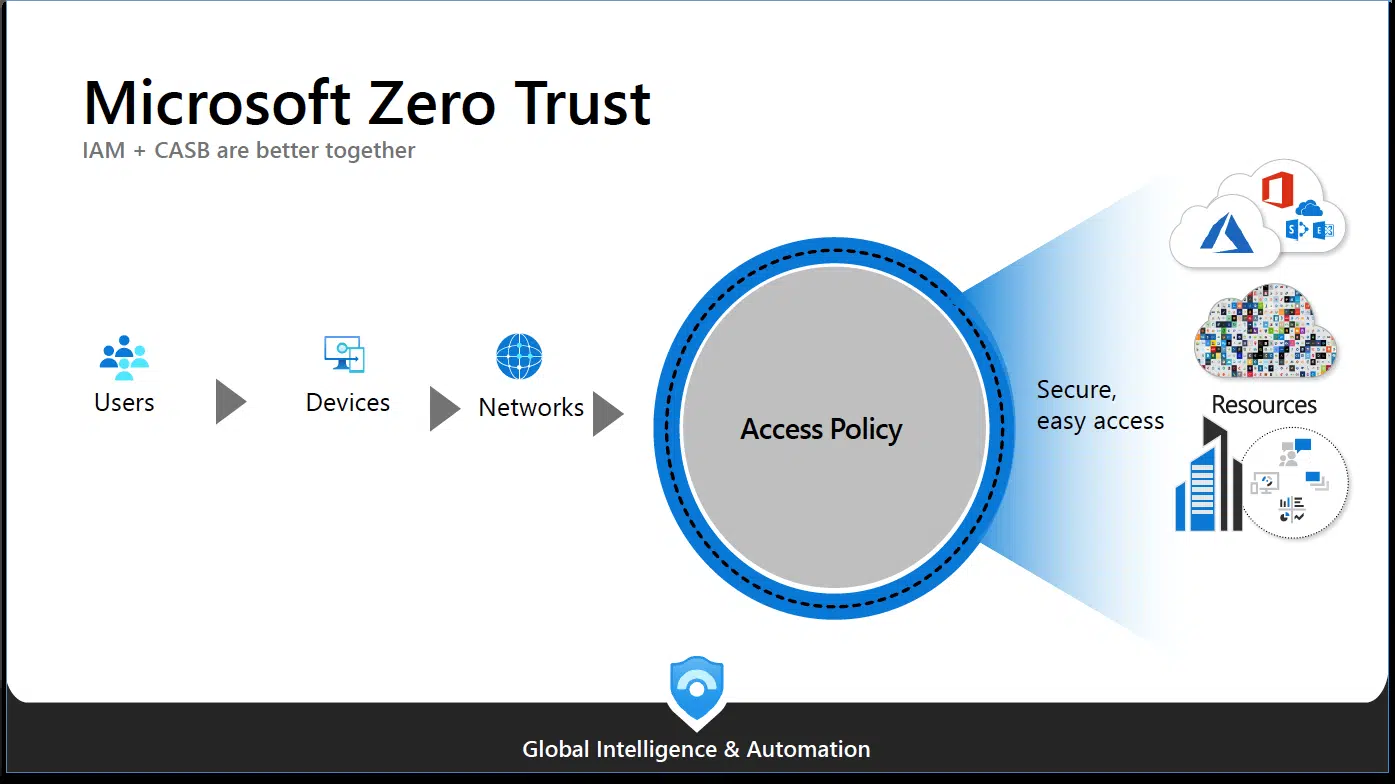 Microsoft Zero Trust
IAM + CASB are better together
Users
Devices
Networks
Access Policy
Secure,
easy access
S
E
Resources
Global Intelligence & Automation